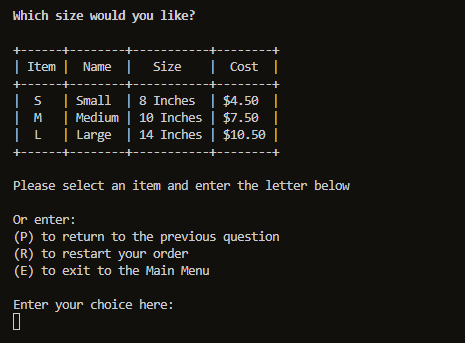 Which size would you like?
+------+--------+-----------+--------+
| Item |  Name  |   Size    |  Cost  |
+------+--------+-----------+--------+
|  S   | Small  | 8 Inches  | $4.50  |
|  M   | Medium | 10 Inches | $7.50  |
|  L   | Large  | 14 Inches | $10.50 |
+------+--------+-----------+--------+
Please select an item and enter the letter below
Or enter:
(P) to return to the previous question
(R) to restart your order
(E) to exit to the Main Menu
Enter your choice here: